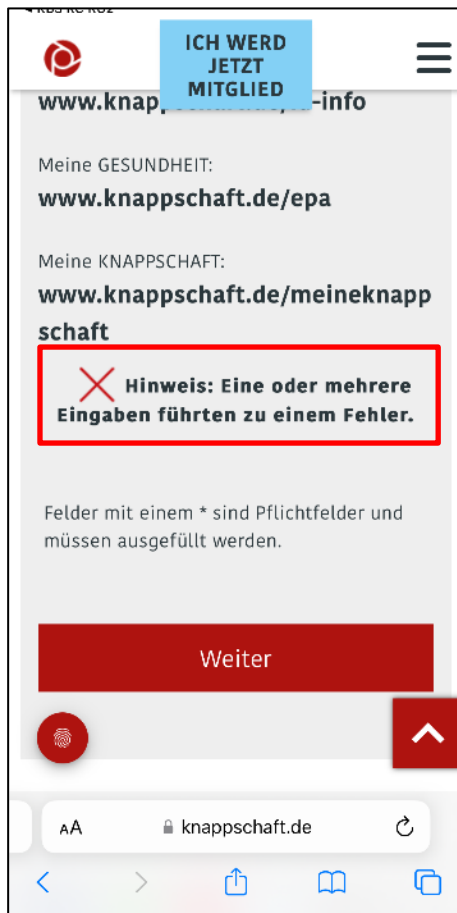 ICH WERD
JETZT
MITGLIED
Meine GESUNDHEIT:
www.knappschaft.de/epa
Meine KNAPPSCHAFT:
www.knappschaft.de/meineknapp
schaft
Hinweis: Eine oder mehrere
Eingaben führten zu einem Fehler.
Felder mit einem * sind Pflichtfelder und
müssen ausgefüllt werden.
Weiter
AA
knappschaft.de